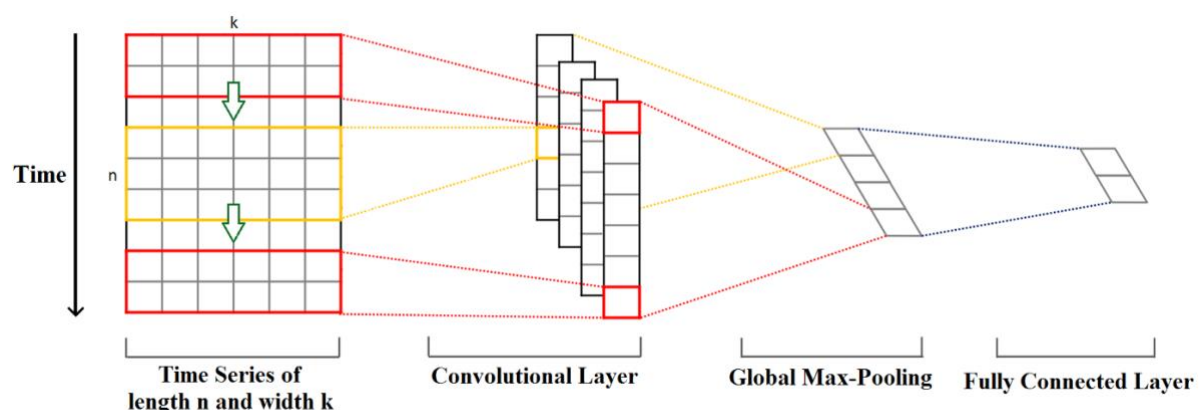 k
Time
n
Time Series of
length n and width k
Convolutional Layer
Global Max-Pooling
Fully Connected Layer